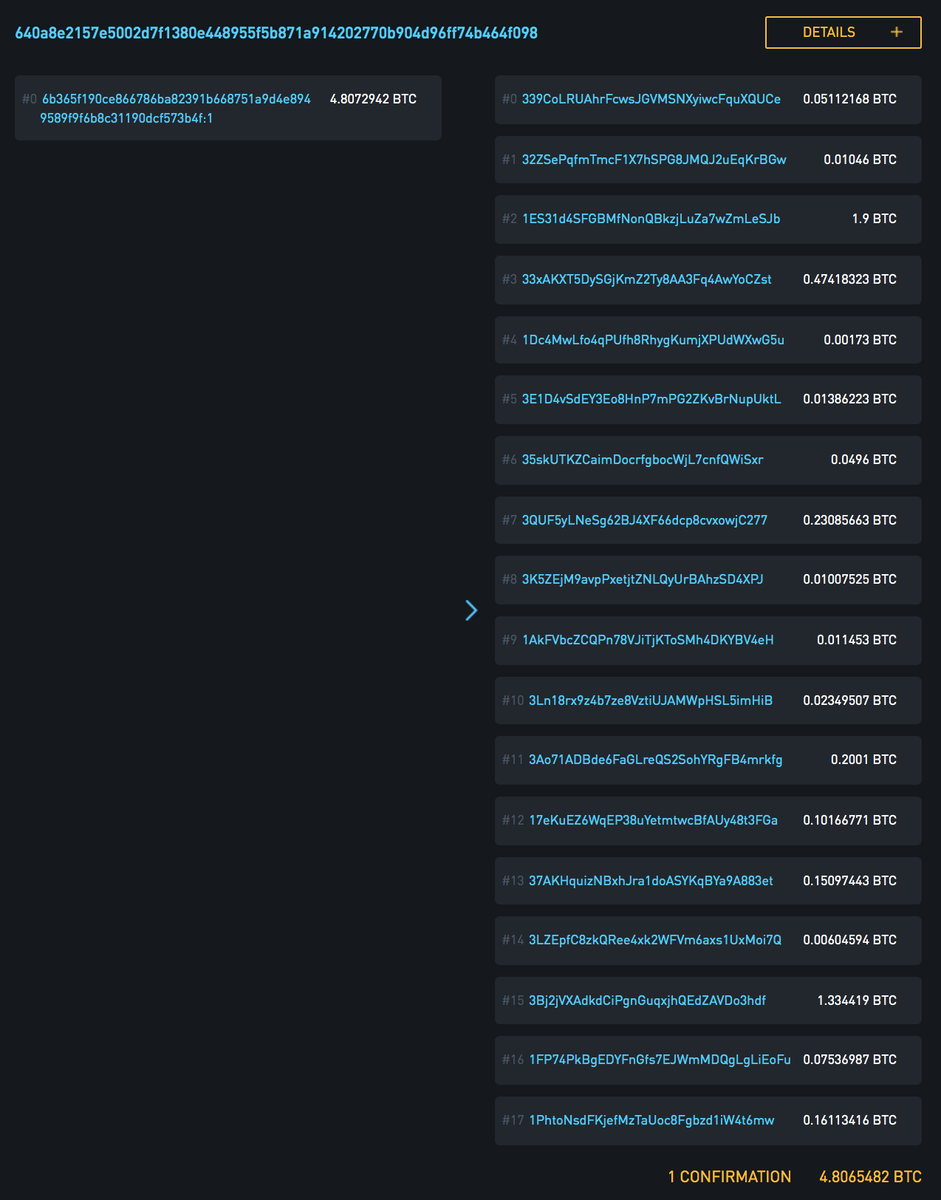 640a8e2157e5002d7f1380e448955f5b871a914202770b904d96ff74b464f098
DETAILS +
#0 6b365f190ce866786ba82391b668751a9d4e894 4.8072942 BTC
9589f9f6b8c31190dcf573b4f:1
#0 339CoLRUAhrFcwsJGVMSNXyiwcFquXQUCe 0.05112168 BTC
#1 32ZSePqfmTmcF1X7hSPG8JMQJ2uEqKrBGw 0.01046 BTC
#2 1ES31d4SFGBMfNonQBkzjLuZa7wZmLeSJb 1.9 BTC
#3 33xAKXT5DySGjKmZ2Ty8AA3Fq4AwYoCZst 0.47418323 BTC
#4 1Dc4MwLfo4qPUfh8RhygKumjXPUdWXwG5u 0.00173 BTC
#5 3E1D4vSdEY3Eo8HnP7mPG2ZKvBrNupUktL 0.01386223 BTC
#6 35skUTKZCaimDocrfgbocWjL7cnfQWiSxr 0.0496 BTC
#7 3QUF5yLNeSg62BJ4XF66dcp8cvxowjC277 0.23085663 BTC
#8 3K5ZEjM9avpPxetjtZNLQyUrBAhzSD4XPJ 0.01007525 BTC
#9 1AkFVbcZCQPn78VJiTjKToSMh4DKYBV4eH 0.011453 BTC
#10 3Ln18rx9z4b7ze8VztiUJAMWpHSL5imHiB 0.02349507 BTC
#11 3Ao71ADBde6FaGLreQS2SohYRgFB4mrkfg 0.2001 BTC
#12 17eKuEZ6WqEP38uYetmtwcBfAUy48t3FGa 0.10166771 BTC
#13 37AKHquizNBxhJra1doASYKqBYa9A883et 0.15097443 BTC
#14 3LZEpfC8zkQRee4xk2WFVm6axs1UxMoi7Q 0.00604594 BTC
#15 3Bj2jVXAdkdCiPgnGuqxjhQEdZAVDo3hdf 1.334419 BTC
#16 1FP74PkBgEDYFnGfs7EJWmMDQgLgLiEoFu 0.07536987 BTC
#17 1PhtoNsdFKjefMzTaUoc8Fgbzd1iW4t6mw 0.16113416 BTC
1 CONFIRMATION 4.8065482 BTC